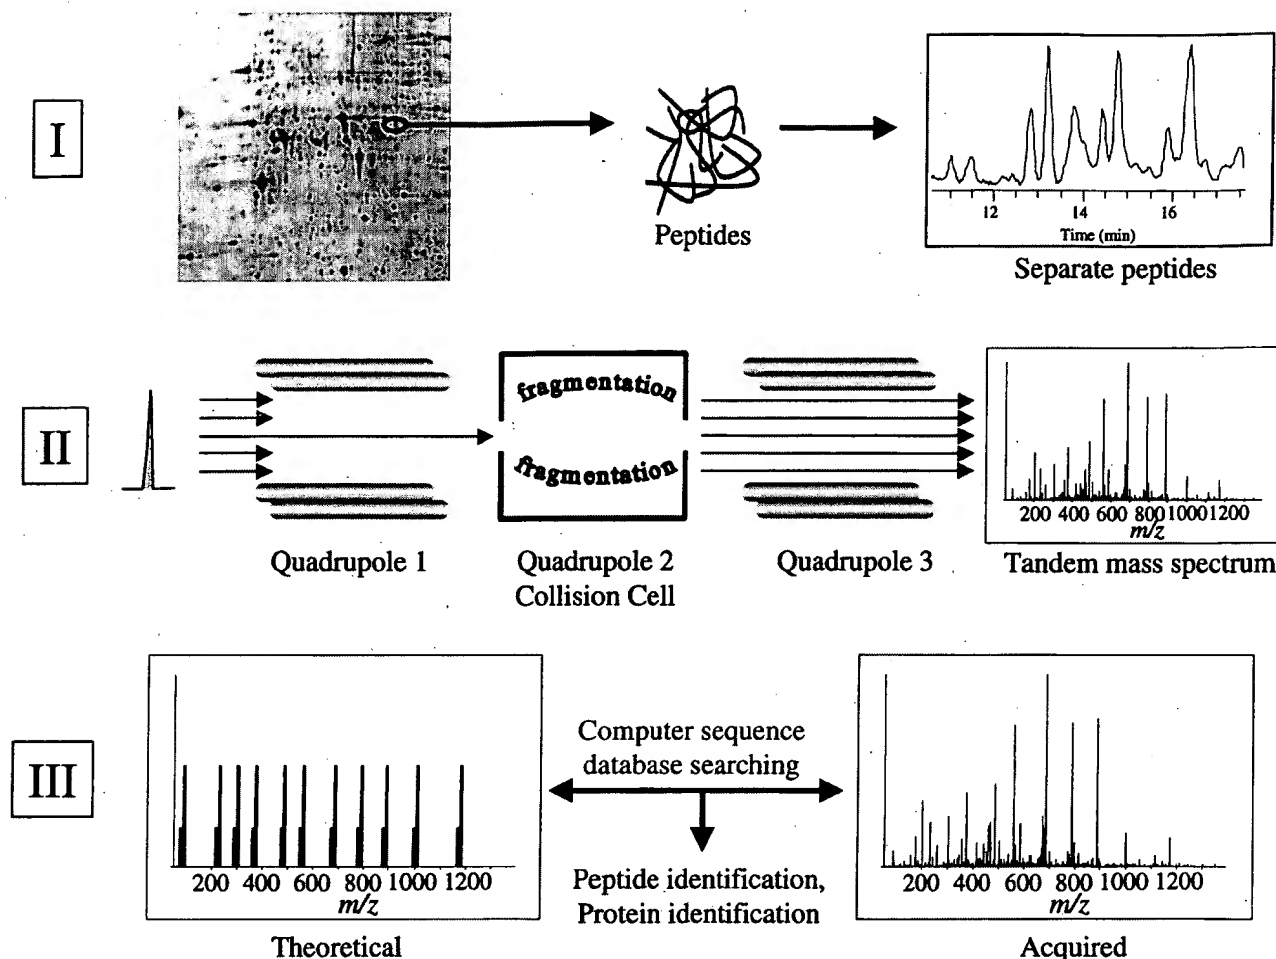 I
Peptides
12 14 16
Time (min)
Separate peptides
II
fragmentation
fragmentation
200 400 600 800 1000 1200
m/z
Quadrupole 1
Quadrupole 2
Collision Cell
Quadrupole 3
Tandem mass spectrum
III
Computer sequence
database searching
200 400 600 800 1000 1200
m/z
Peptide identification,
Protein identification
200 400 600 800 1000 1200
m/z
Theoretical
Acquired